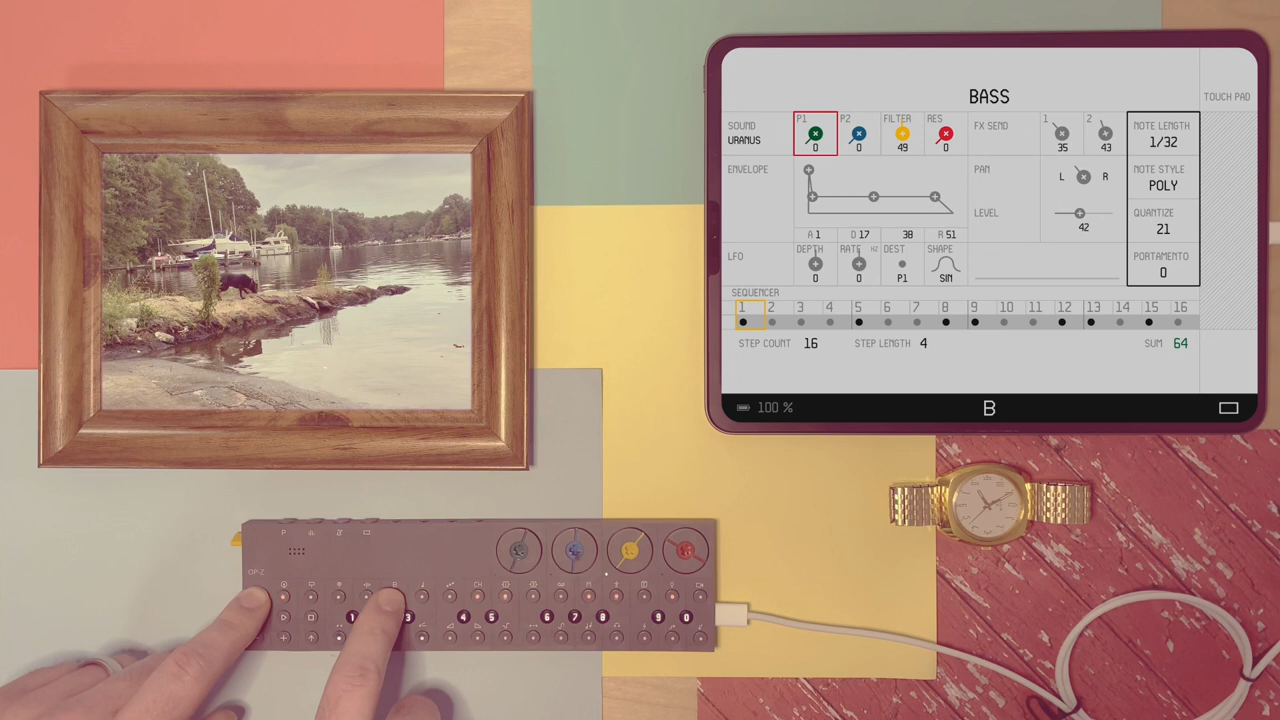 BASS
TOUCH PAD
SOUND
URANUS
P1
0
P2
0
FILTER
49
RES
0
FX SEND
1
35
2
43
NOTE LENGTH
1/32
ENVELOPE
A 1
D 17
38
R 51
PAN
L R
NOTE STYLE
POLY
LEVEL
42
QUANTIZE
21
LFO
DEPTH
0
RATE HZ
0
DEST
P1
SHAPE
SIN
PORTAMENTO
0
SEQUENCER
1 2 3 4 5 6 7 8 9 10 11 12 13 14 15 16
STEP COUNT 16
STEP LENGTH 4
SUM 64
100 %
B
P
OP-Z
B
CH
M
1 3 4 5 6 7 8 9 0